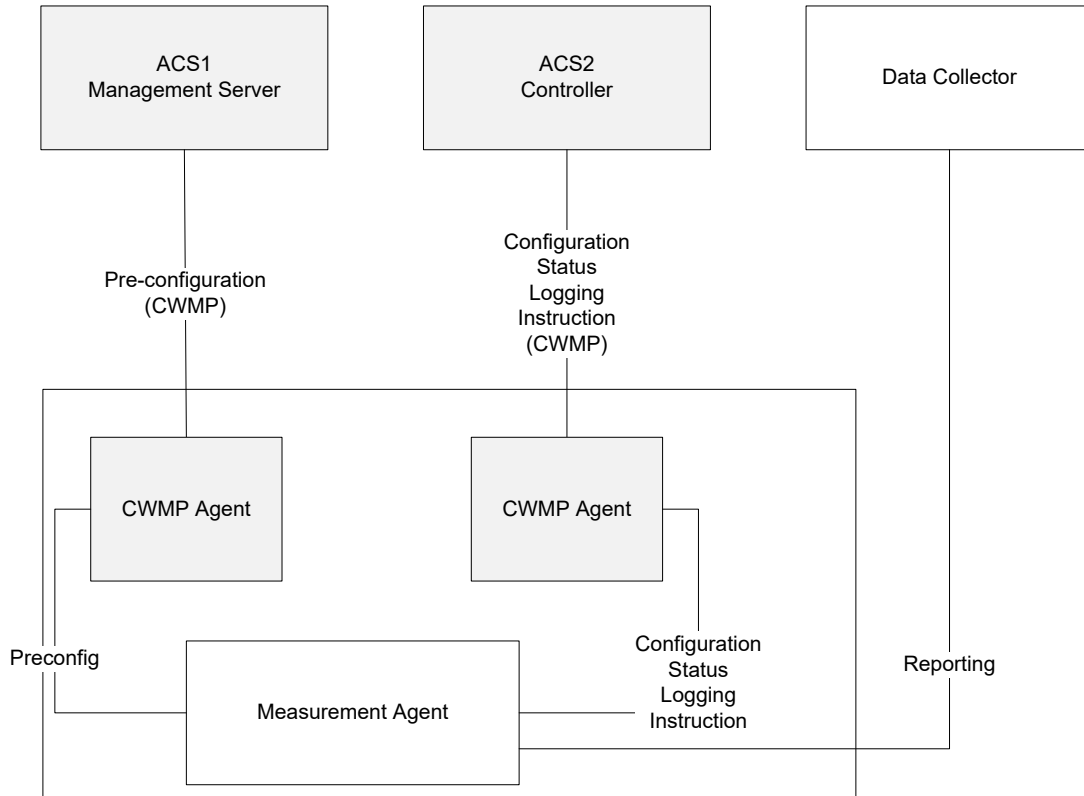 ACS1
Management Server
ACS2
Controller
Data Collector
Pre-configuration
(CWMP)
Configuration
Status
Logging
Instruction
(CWMP)
CWMP Agent
CWMP Agent
Preconfig
Measurement Agent
Configuration
Status
Logging
Instruction
Reporting